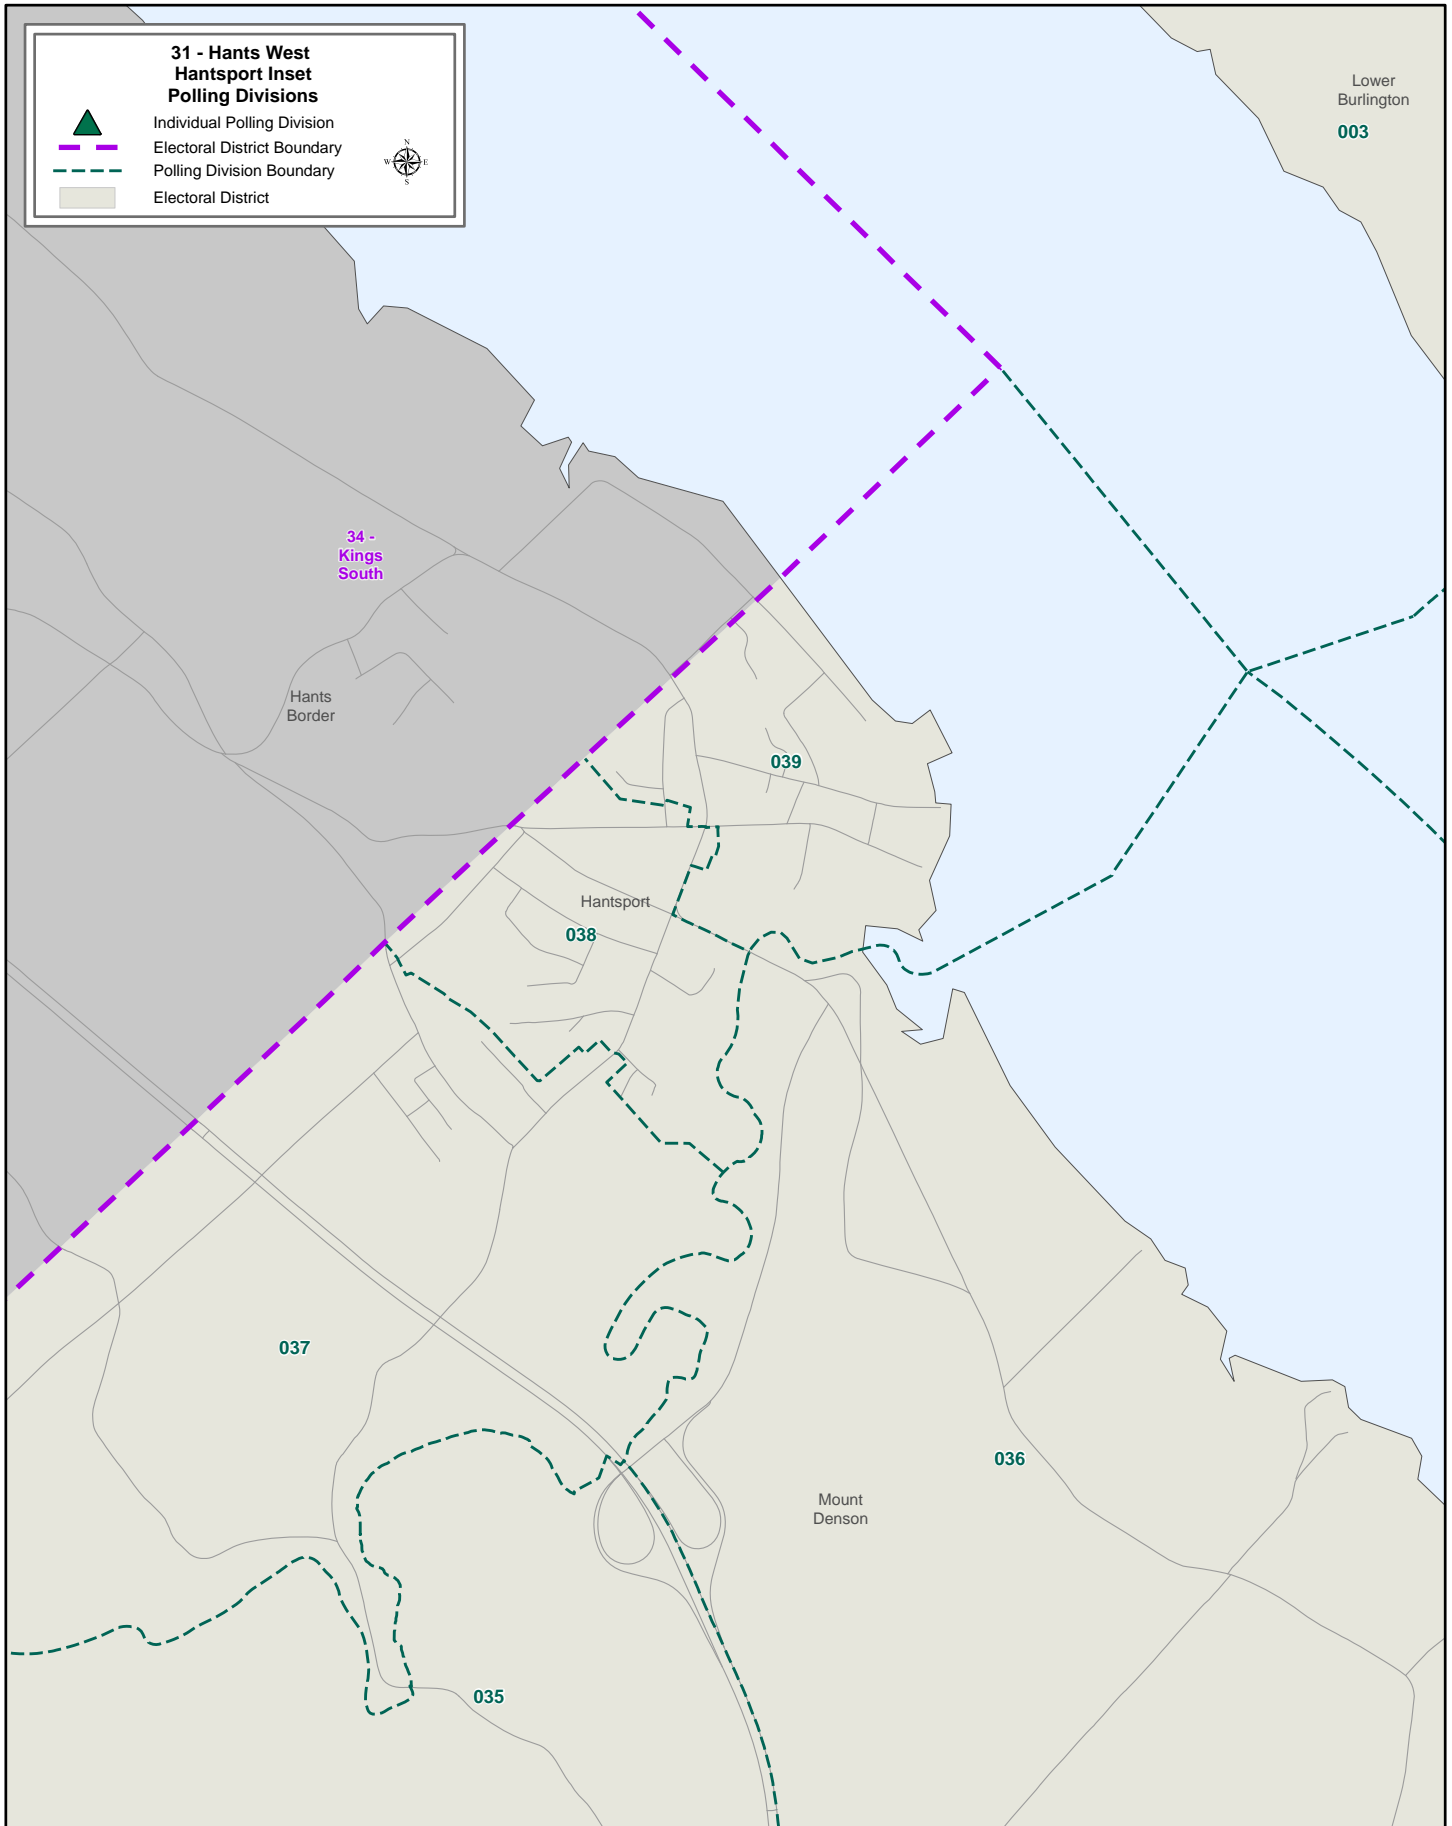 31 - Hants West
Hantsport Inset
Polling Divisions
Individual Polling Division
Electoral District Boundary
Polling Division Boundary
Electoral District
N
W
E
S
Lower
Burlington
003
34 -
Kings
South
Hants
Border
039
Hantsport
038
037
036
Mount
Denson
035